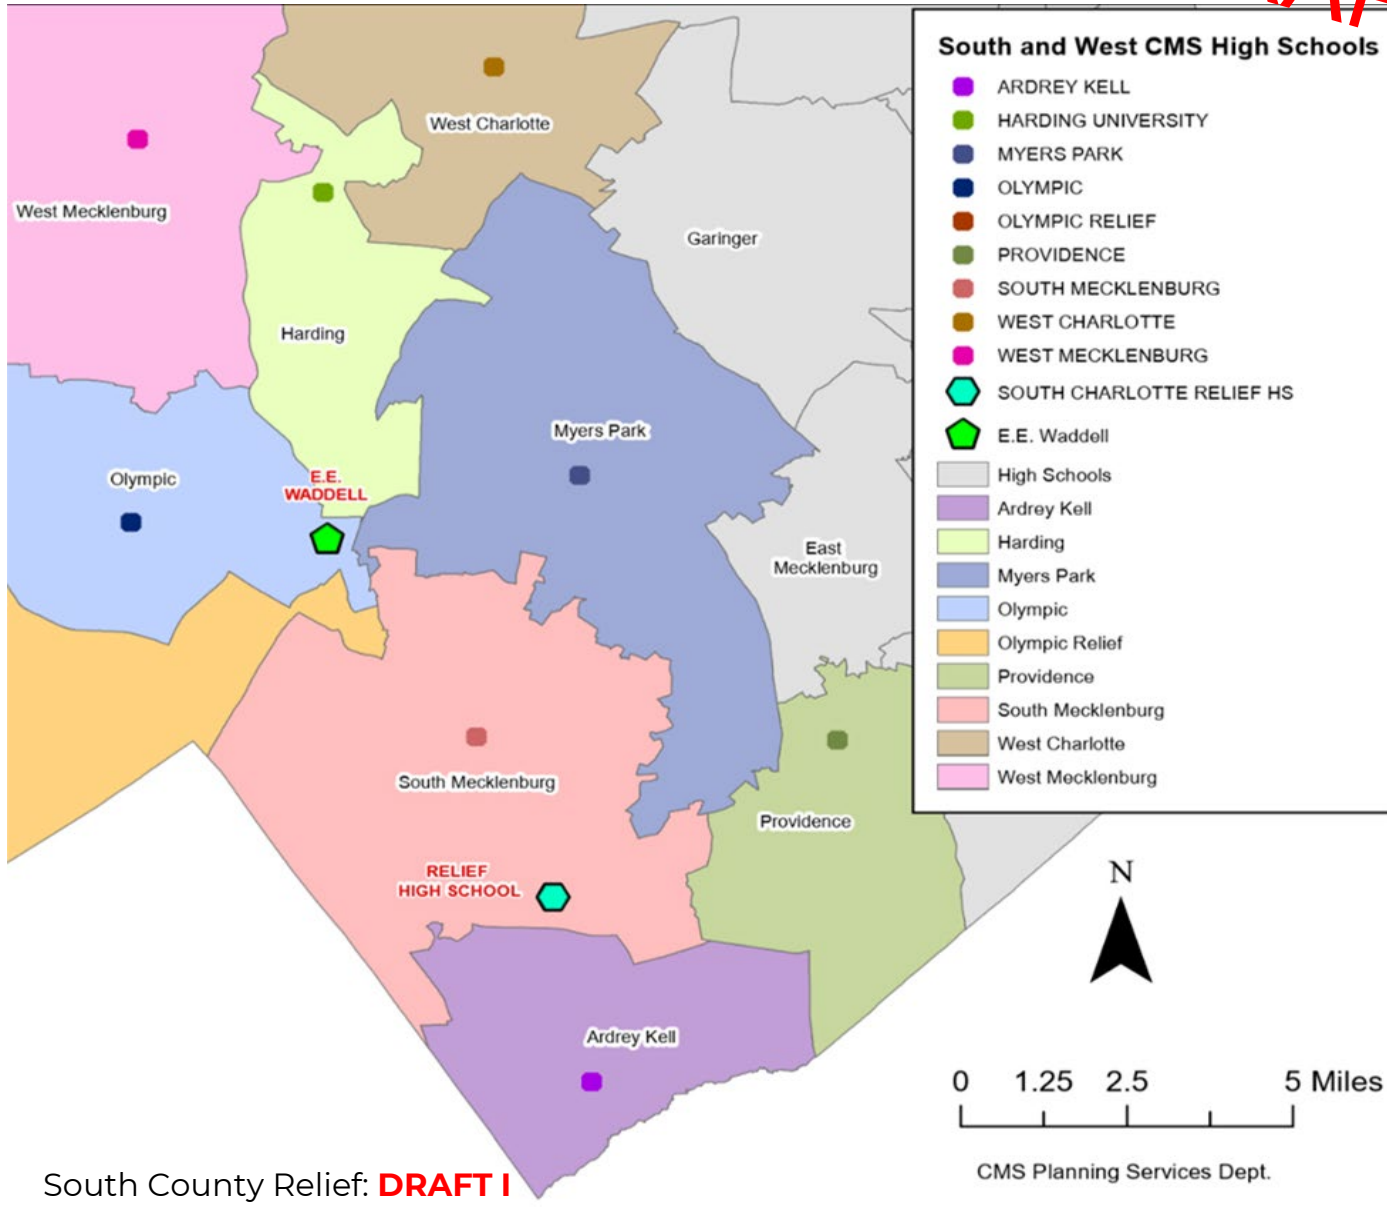 West Charlotte
West Mecklenburg
Garinger
Harding
Myers Park
Olympic
E.E.
WADDELL
East
Mecklenburg
South Mecklenburg
Providence
RELIEF
HIGH SCHOOL
Ardrey Kell
South and West CMS High Schools
ARDREY KELL
HARDING UNIVERSITY
MYERS PARK
OLYMPIC
OLYMPIC RELIEF
PROVIDENCE
SOUTH MECKLENBURG
WEST CHARLOTTE
WEST MECKLENBURG
SOUTH CHARLOTTE RELIEF HS
E.E. Waddell
High Schools
Ardrey Kell
Harding
Myers Park
Olympic
Olympic Relief
Providence
South Mecklenburg
West Charlotte
West Mecklenburg
N
0 1.25 2.5 5 Miles
CMS Planning Services Dept.
South County Relief: DRAFT I